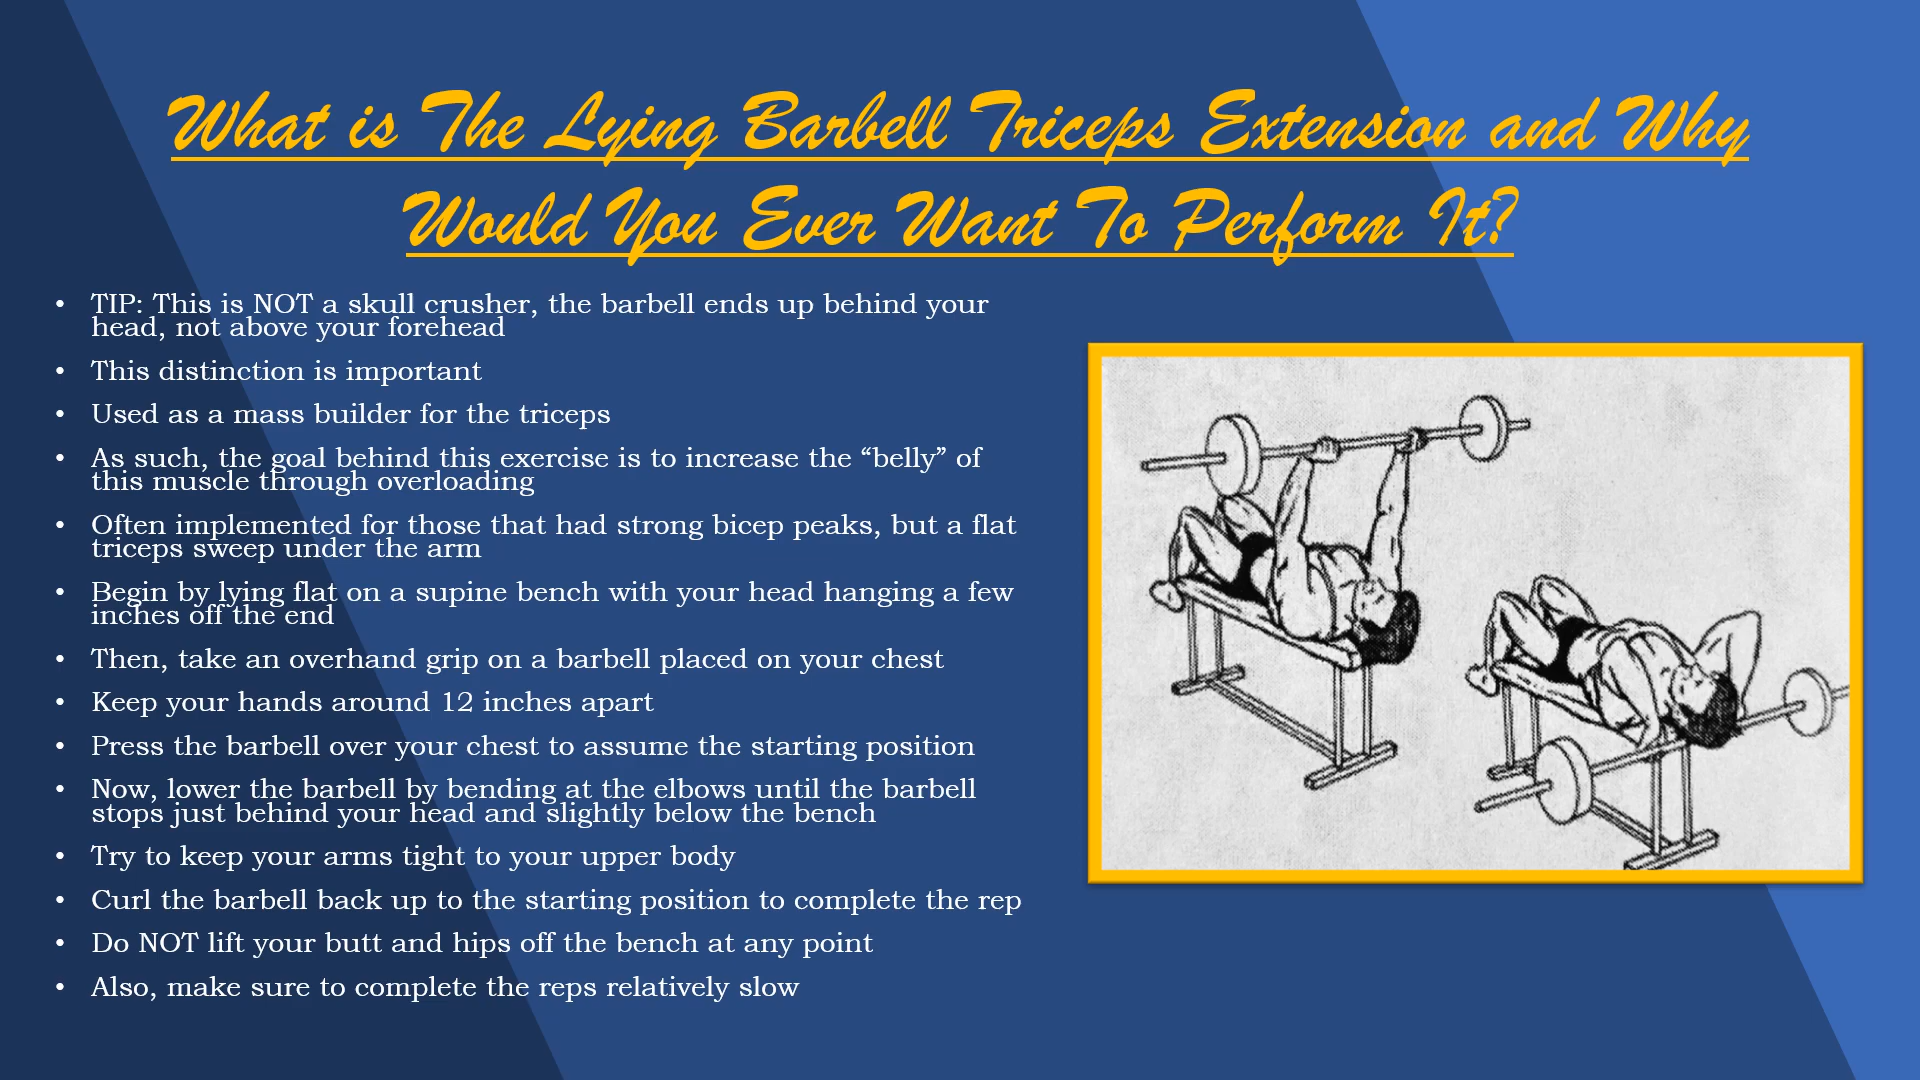 What is The Lying Barbell Triceps Extension and Why
Would You Ever Want To Perform It?
• TIP: This is NOT a skull crusher, the barbell ends up behind your
head, not above your forehead
• This distinction is important
• Used as a mass builder for the triceps
• As such, the goal behind this exercise is to increase the “belly” of
this muscle through overloading
• Often implemented for those that had strong bicep peaks, but a flat
triceps sweep under the arm
• Begin by lying flat on a supine bench with your head hanging a few
inches off the end
• Then, take an overhand grip on a barbell placed on your chest
• Keep your hands around 12 inches apart
• Press the barbell over your chest to assume the starting position
• Now, lower the barbell by bending at the elbows until the barbell
stops just behind your head and slightly below the bench
• Try to keep your arms tight to your upper body
• Curl the barbell back up to the starting position to complete the rep
• Do NOT lift your butt and hips off the bench at any point
• Also, make sure to complete the reps relatively slow